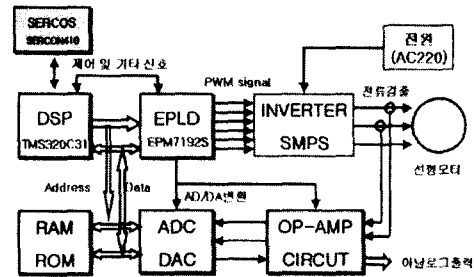 SERCOS
SERCON410
제어 및 기타 신호
전원
(AC220)
PWM signal
전류검출
DSP
TMS320C31
EPLD
EPM7192S
INVERTER
SMPS
선형모터
Address
Data
AD/DA변환
RAM
ROM
ADC
DAC
OP-AMP
CIRCUT
아날로그출력